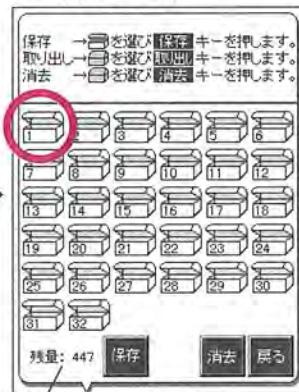 保存 →を選び 保存 キーを押します。
取り出し→を選び 取出し キーを押します。
消去 →を選び 消去 キーを押します。
1 2 3 4 5 6
7 8 9 10 11 12
13 14 15 16 17 18
19 20 21 22 23 24
25 26 27 28 29 30
31 32
残量: 447 保存 消去 戻る